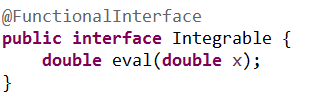 @FunctionalInterface
public interface Integrable {
    double eval(double x);
}